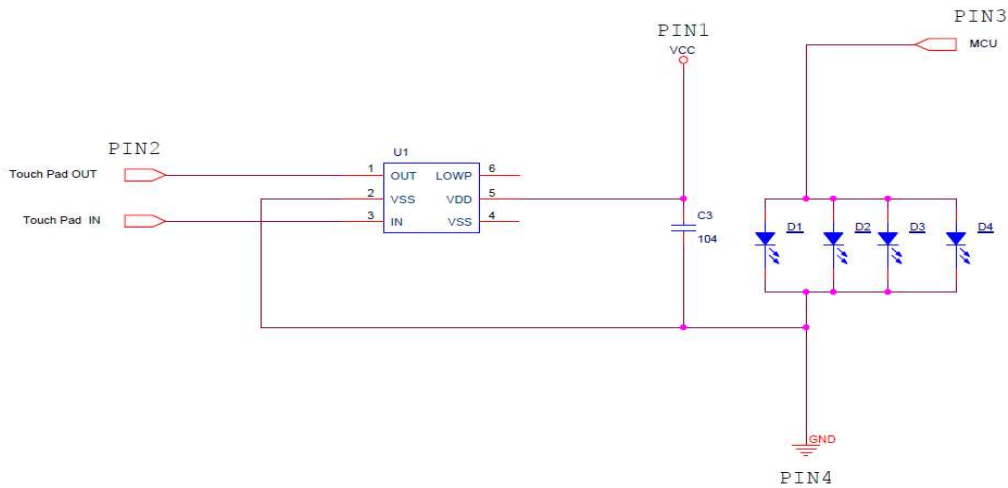 PIN3
MCU
PIN1
VCC
PIN2
Touch Pad OUT
Touch Pad IN
U1
1 OUT LOWP 6
2 VSS VDD 5
3 IN VSS 4
C3
104
D1 D2 D3 D4
GND
PIN4